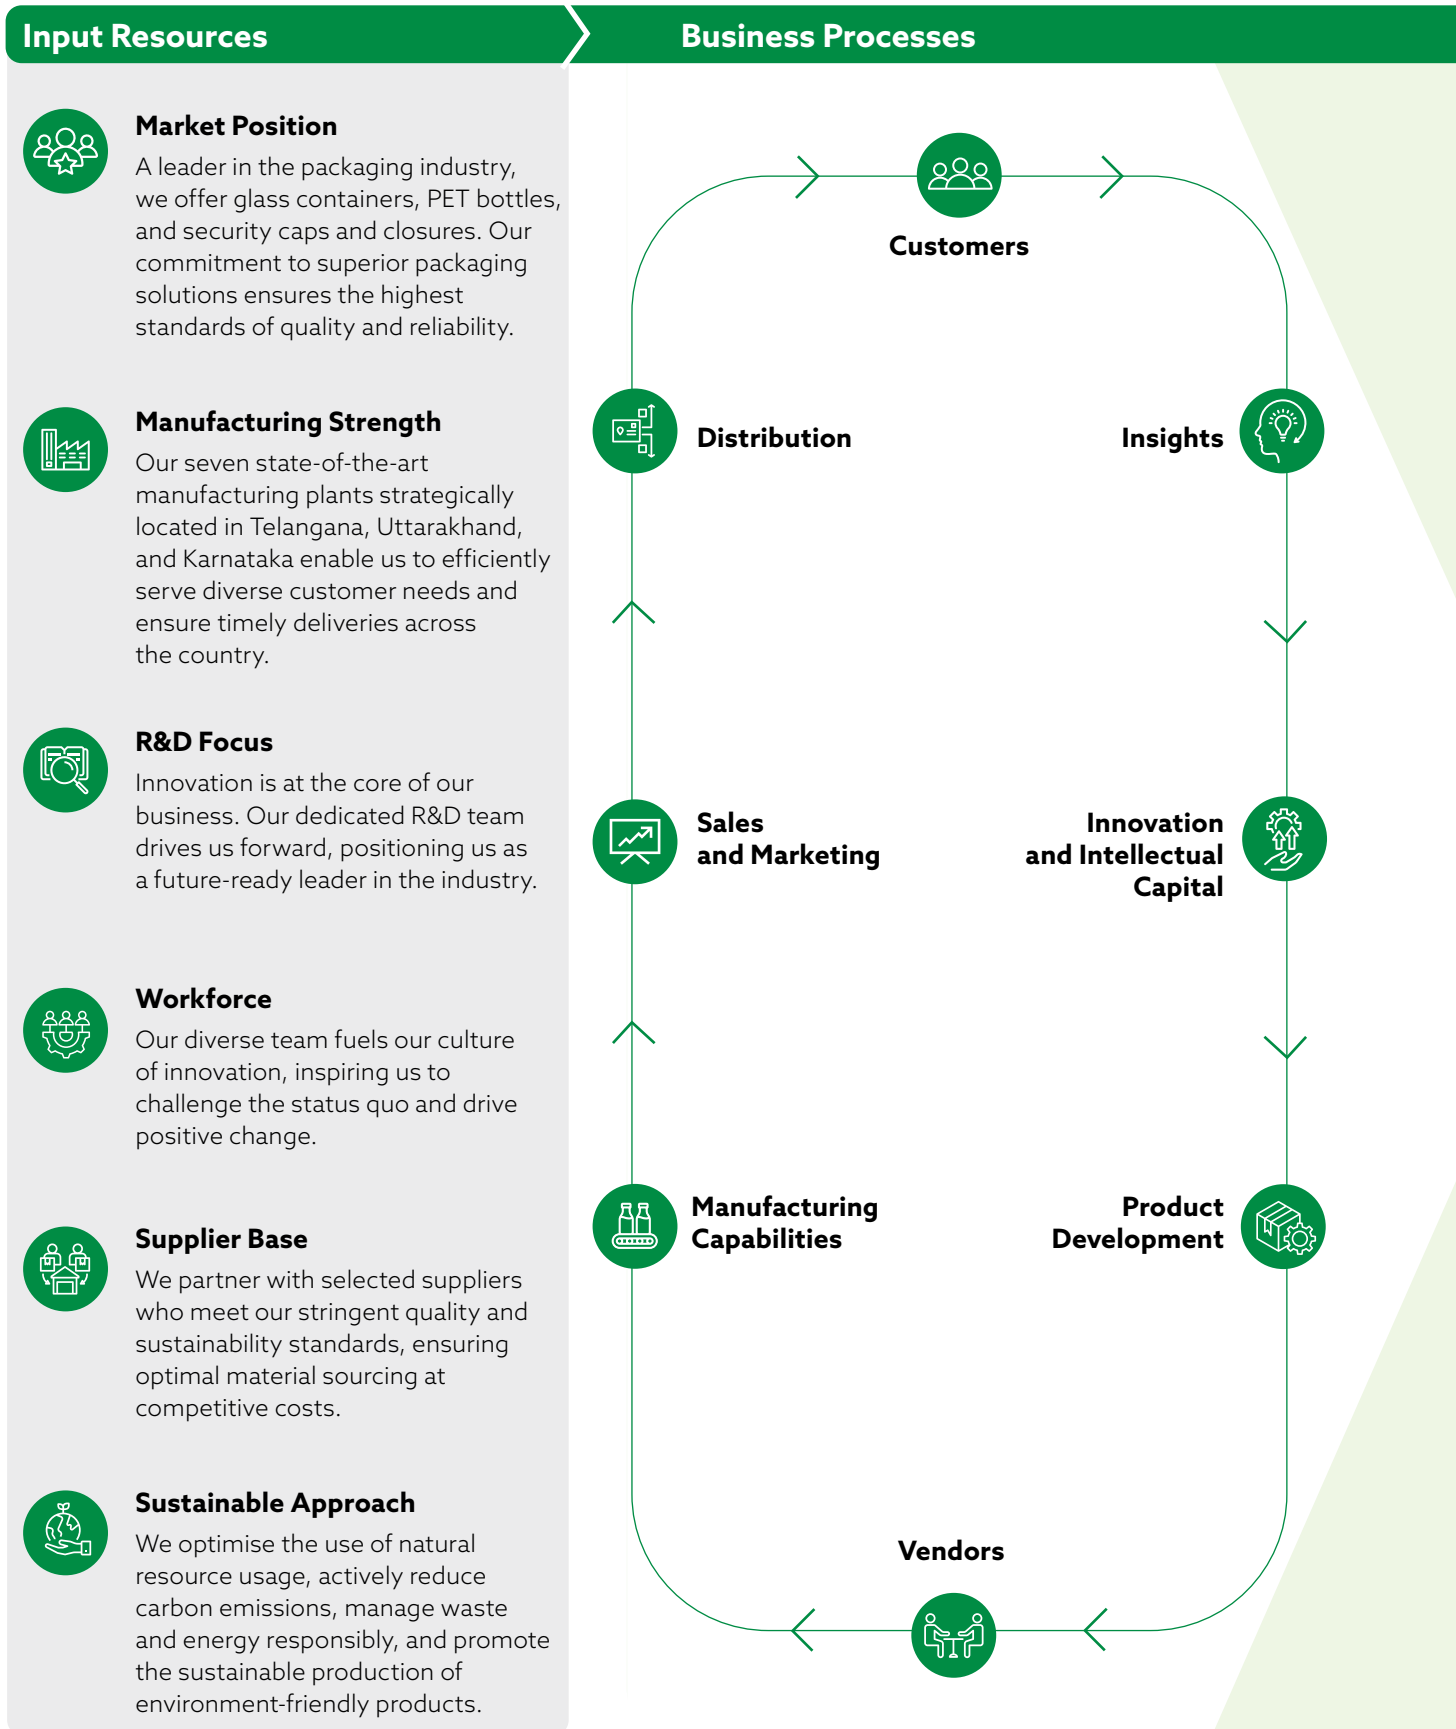 Input Resources
Business Processes
Market Position
A leader in the packaging industry,
we offer glass containers, PET bottles,
and security caps and closures. Our
commitment to superior packaging
solutions ensures the highest
standards of quality and reliability.
Manufacturing Strength
Our seven state-of-the-art
manufacturing plants strategically
located in Telangana, Uttarakhand,
and Karnataka enable us to efficiently
serve diverse customer needs and
ensure timely deliveries across
the country.
R&D Focus
Innovation is at the core of our
business. Our dedicated R&D team
drives us forward, positioning us as
a future-ready leader in the industry.
Workforce
Our diverse team fuels our culture
of innovation, inspiring us to
challenge the status quo and drive
positive change.
Supplier Base
We partner with selected suppliers
who meet our stringent quality and
sustainability standards, ensuring
optimal material sourcing at
competitive costs.
Sustainable Approach
We optimise the use of natural
resource usage, actively reduce
carbon emissions, manage waste
and energy responsibly, and promote
the sustainable production of
environment-friendly products.
Customers
Distribution
Insights
Sales
and Marketing
Innovation
and Intellectual
Capital
Manufacturing
Capabilities
Product
Development
Vendors